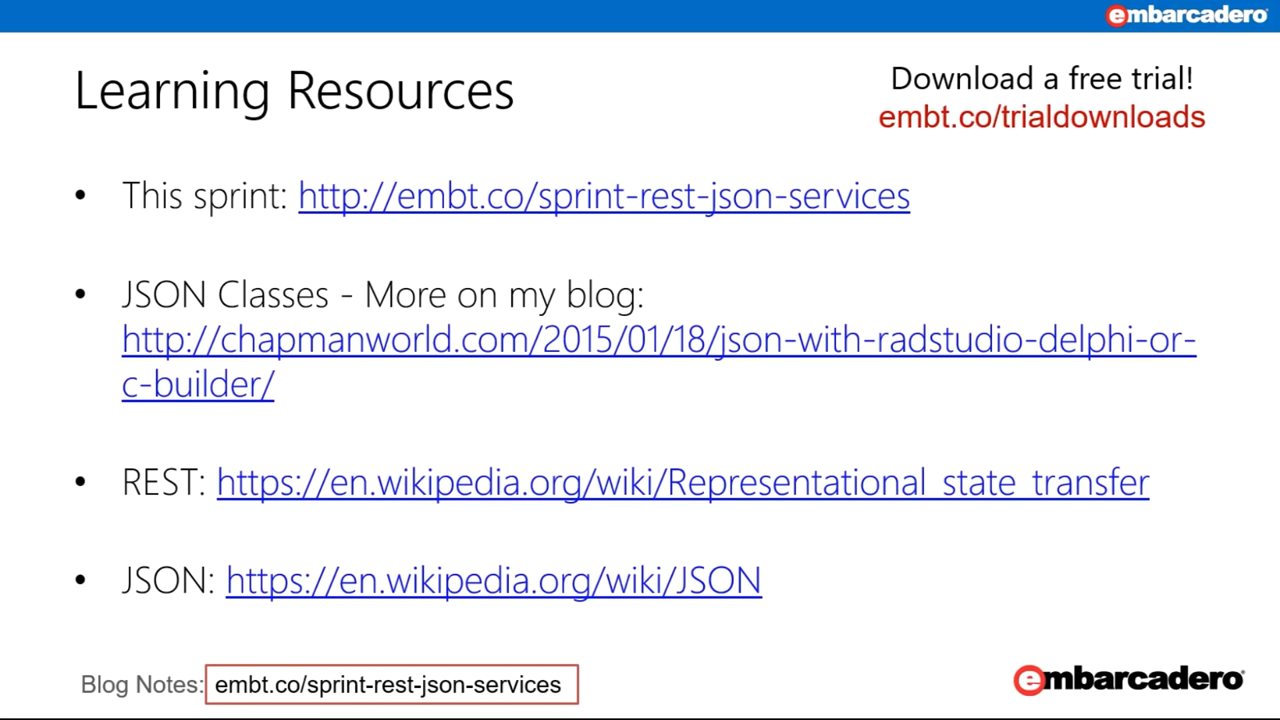 embarcadero
Learning Resources
Download a free trial!
embt.co/trialdownloads
• This sprint: http://embt.co/sprint-rest-json-services
• JSON Classes - More on my blog:
http://chapmanworld.com/2015/01/18/json-with-radstudio-delphi-or-
c-builder/
• REST: https://en.wikipedia.org/wiki/Representational_state_transfer
• JSON: https://en.wikipedia.org/wiki/JSON
Blog Notes: embt.co/sprint-rest-json-services
embarcadero